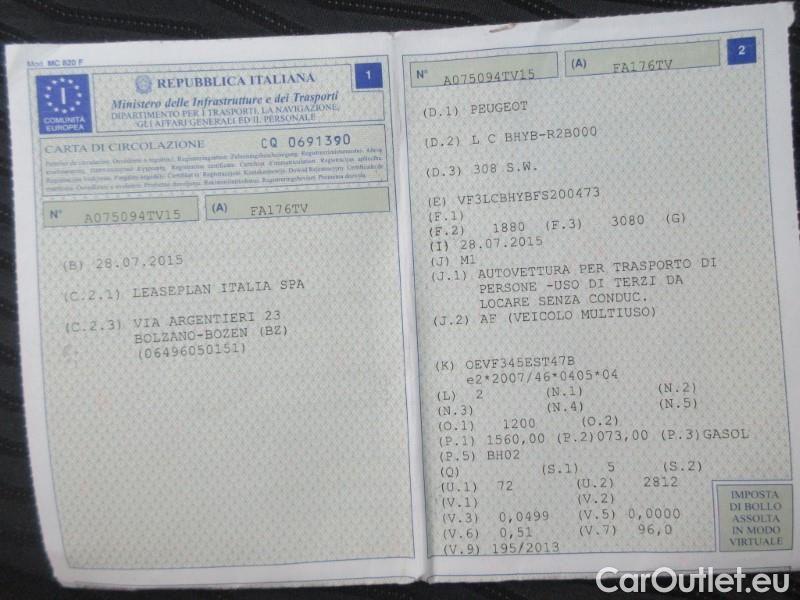 Mod. MC 820 F
REPUBBLICA ITALIANA
1
Ministero delle Infrastrutture e dei Trasporti
DIPARTIMENTO PER I TRASPORTI, LA NAVIGAZIONE,
GLI AFFARI GENERALI ED IL PERSONALE
I
COMUNITÀ
EUROPEA
CARTA DI CIRCOLAZIONE CQ 0691390
N° A075094TV15 (A) FA176TV
(B) 28.07.2015
(C.2.1) LEASEPLAN ITALIA SPA
(C.2.3) VIA ARGENTIERI 23
BOLZANO-BOZEN (BZ)
(06496050151)
2
N° A075094TV15 (A) FA176TV
(D.1) PEUGEOT
(D.2) L C BHYB-R2B000
(D.3) 308 S.W.
(E) VF3LCBHYBFS200473
(F.1)
(F.2) 1880 (F.3) 3080 (G)
(I) 28.07.2015
(J) M1
(J.1) AUTOVETTURA PER TRASPORTO DI
PERSONE -USO DI TERZI DA
LOCARE SENZA CONDUC.
(J.2) AF (VEICOLO MULTIUSO)
(K) OEVF345EST47B
e2*2007/46*0405*04
(L) 2 (N.1) (N.2)
(N.3) (N.4) (N.5)
(O.1) 1200 (O.2)
(P.1) 1560,00 (P.2)073,00 (P.3)GASOL
(P.5) BH02
(Q) (S.1) 5 (S.2)
(U.1) 72 (U.2) 2812
(V.1) (V.2)
(V.3) 0,0499 (V.5) 0,0000
(V.6) 0,51 (V.7) 96,0
(V.9) 195/2013
IMPOSTA
DI BOLLO
ASSOLTA
IN MODO
VIRTUALE
CarOutlet.eu